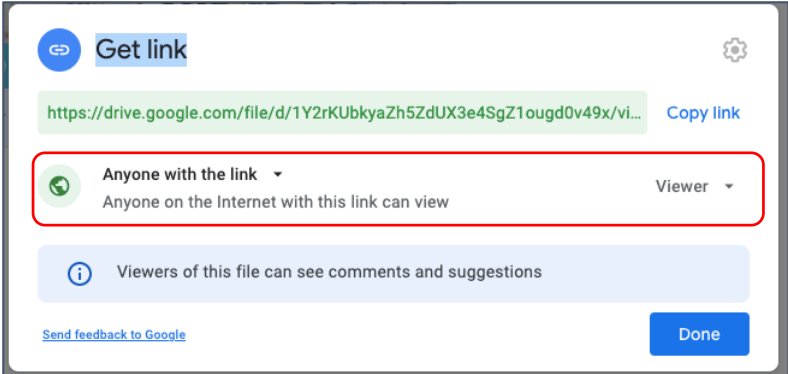 Get link
https://drive.google.com/file/d/1Y2rKUbkyaZh5ZdUX3e4SgZ1ougd0v49x/vi...
Copy link
Anyone with the link
Anyone on the Internet with this link can view
Viewer
Viewers of this file can see comments and suggestions
Send feedback to Google
Done